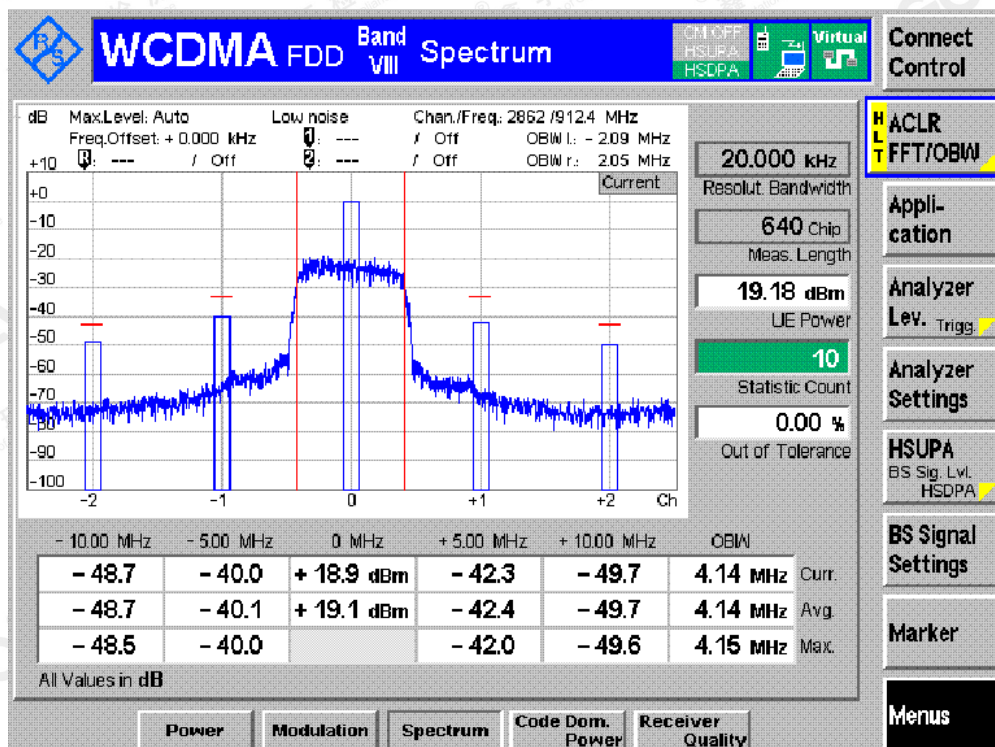 R S
WCDMA FDD Band VIII Spectrum
CM OFF
HSUPA
HSDPA
Virtual
Connect Control
dB Max.Level: Auto Low noise Chan./Freq.: 2862 /912.4 MHz
Freq.Offset: + 0.000 kHz 1: --- / Off OBW l.: – 2.09 MHz
R: --- / Off 2: --- / Off OBW r.: 2.05 MHz
Current
+10
+0
-10
-20
-30
-40
-50
-60
-70
-80
-90
-100
-2 -1 0 +1 +2 Ch
20.000 kHz
Resolut. Bandwidth
640 Chip
Meas. Length
19.18 dBm
UE Power
10
Statistic Count
0.00 %
Out of Tolerance
– 10.00 MHz – 5.00 MHz 0 MHz + 5.00 MHz + 10.00 MHz OBW
– 48.7 – 40.0 + 18.9 dBm – 42.3 – 49.7 4.14 MHz Curr.
– 48.7 – 40.1 + 19.1 dBm – 42.4 – 49.7 4.14 MHz Avg.
– 48.5 – 40.0 – 42.0 – 49.6 4.15 MHz Max.
All Values in dB
HLT
ACLR
FFT/OBW
Appli-
cation
Analyzer
Lev. Trigg.
Analyzer
Settings
HSUPA
BS Sig. Lvl.
HSDPA
BS Signal
Settings
Marker
Menus
Power
Modulation
Spectrum
Code Dom.
Power
Receiver
Quality